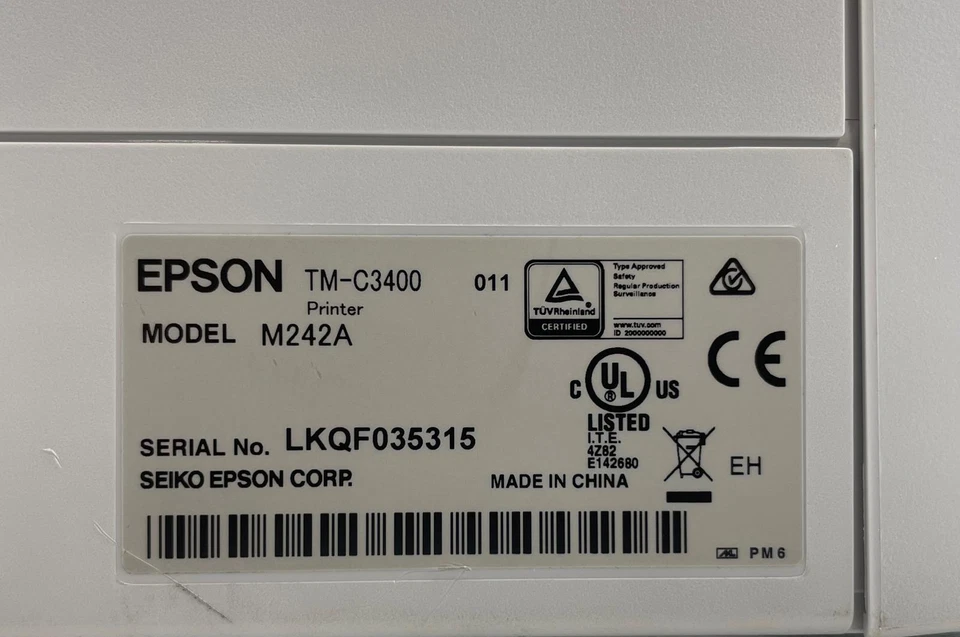 EPSON TM-C3400 011
Printer
MODEL M242A
TÜVRheinland
CERTIFIED
Type Approved
Safety
Regular Production
Surveillance
www.tuv.com
ID 2000000000
C UL US
®
LISTED
I.T.E.
4Z82
E142680
CE
SERIAL No. LKQF035315
EH
SEIKO EPSON CORP. MADE IN CHINA
PM6